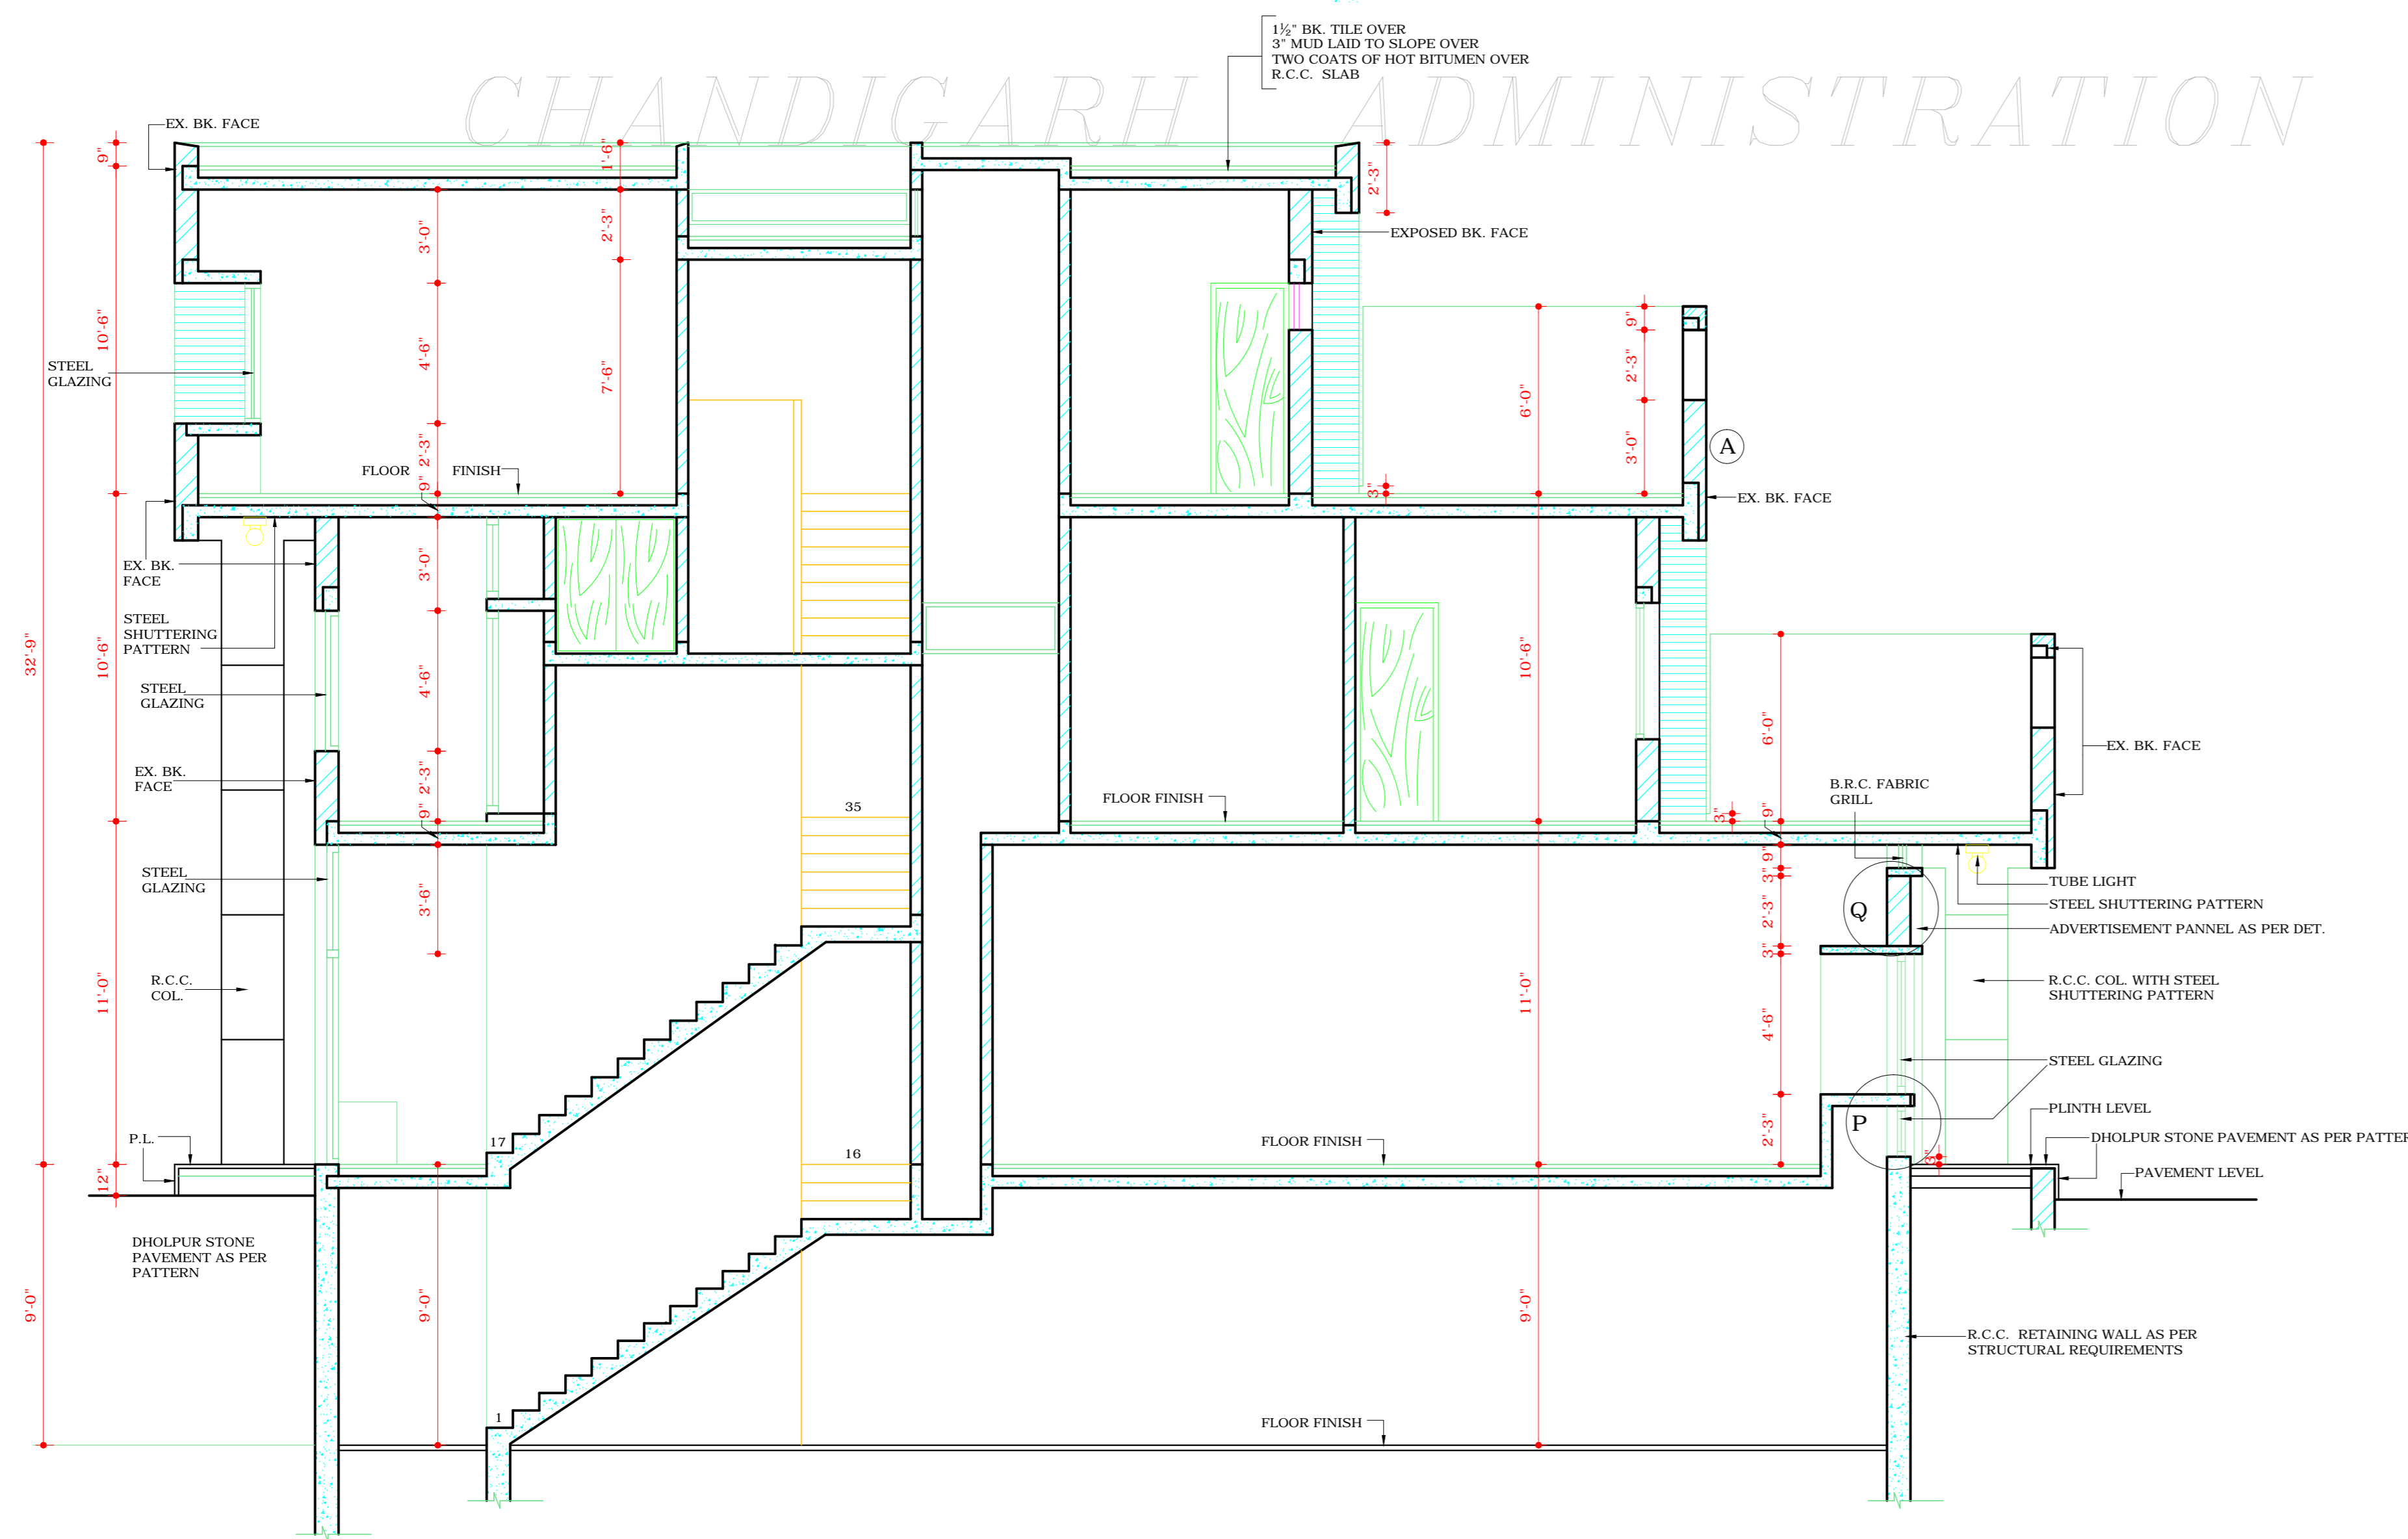 1½" BK. TILE OVER
3" MUD LAID TO SLOPE OVER
TWO COATS OF HOT BITUMEN OVER
R.C.C. SLAB
CHANDIGARH ADMINISTRATION
EX. BK. FACE
9"
1'-6"
2'-3"
2'-3"
3'-0"
EXPOSED BK. FACE
10'-6"
STEEL
GLAZING
4'-6"
7'-6"
9"
2'-3"
6'-0"
3'-0"
A
2'-3"
FLOOR FINISH
9"
3"
EX. BK. FACE
EX. BK.
FACE
3'-0"
STEEL
SHUTTERING
PATTERN
32'-9"
10'-6"
STEEL
GLAZING
4'-6"
10'-6"
6'-0"
EX. BK. FACE
EX. BK.
FACE
2'-3"
B.R.C. FABRIC
GRILL
FLOOR FINISH
35
9"
3"
9"
9"
STEEL
GLAZING
3'-6"
3"
TUBE LIGHT
STEEL SHUTTERING PATTERN
Q
2'-3"
ADVERTISEMENT PANNEL AS PER DET.
3"
R.C.C.
COL.
11'-0"
11'-0"
R.C.C. COL. WITH STEEL
SHUTTERING PATTERN
4'-6"
STEEL GLAZING
P
2'-3"
PLINTH LEVEL
P.L.
17
16
FLOOR FINISH
3"
DHOLPUR STONE PAVEMENT AS PER PATTER
12"
PAVEMENT LEVEL
DHOLPUR STONE
PAVEMENT AS PER
PATTERN
9'-0"
9'-0"
9'-0"
R.C.C. RETAINING WALL AS PER
STRUCTURAL REQUIREMENTS
1
FLOOR FINISH